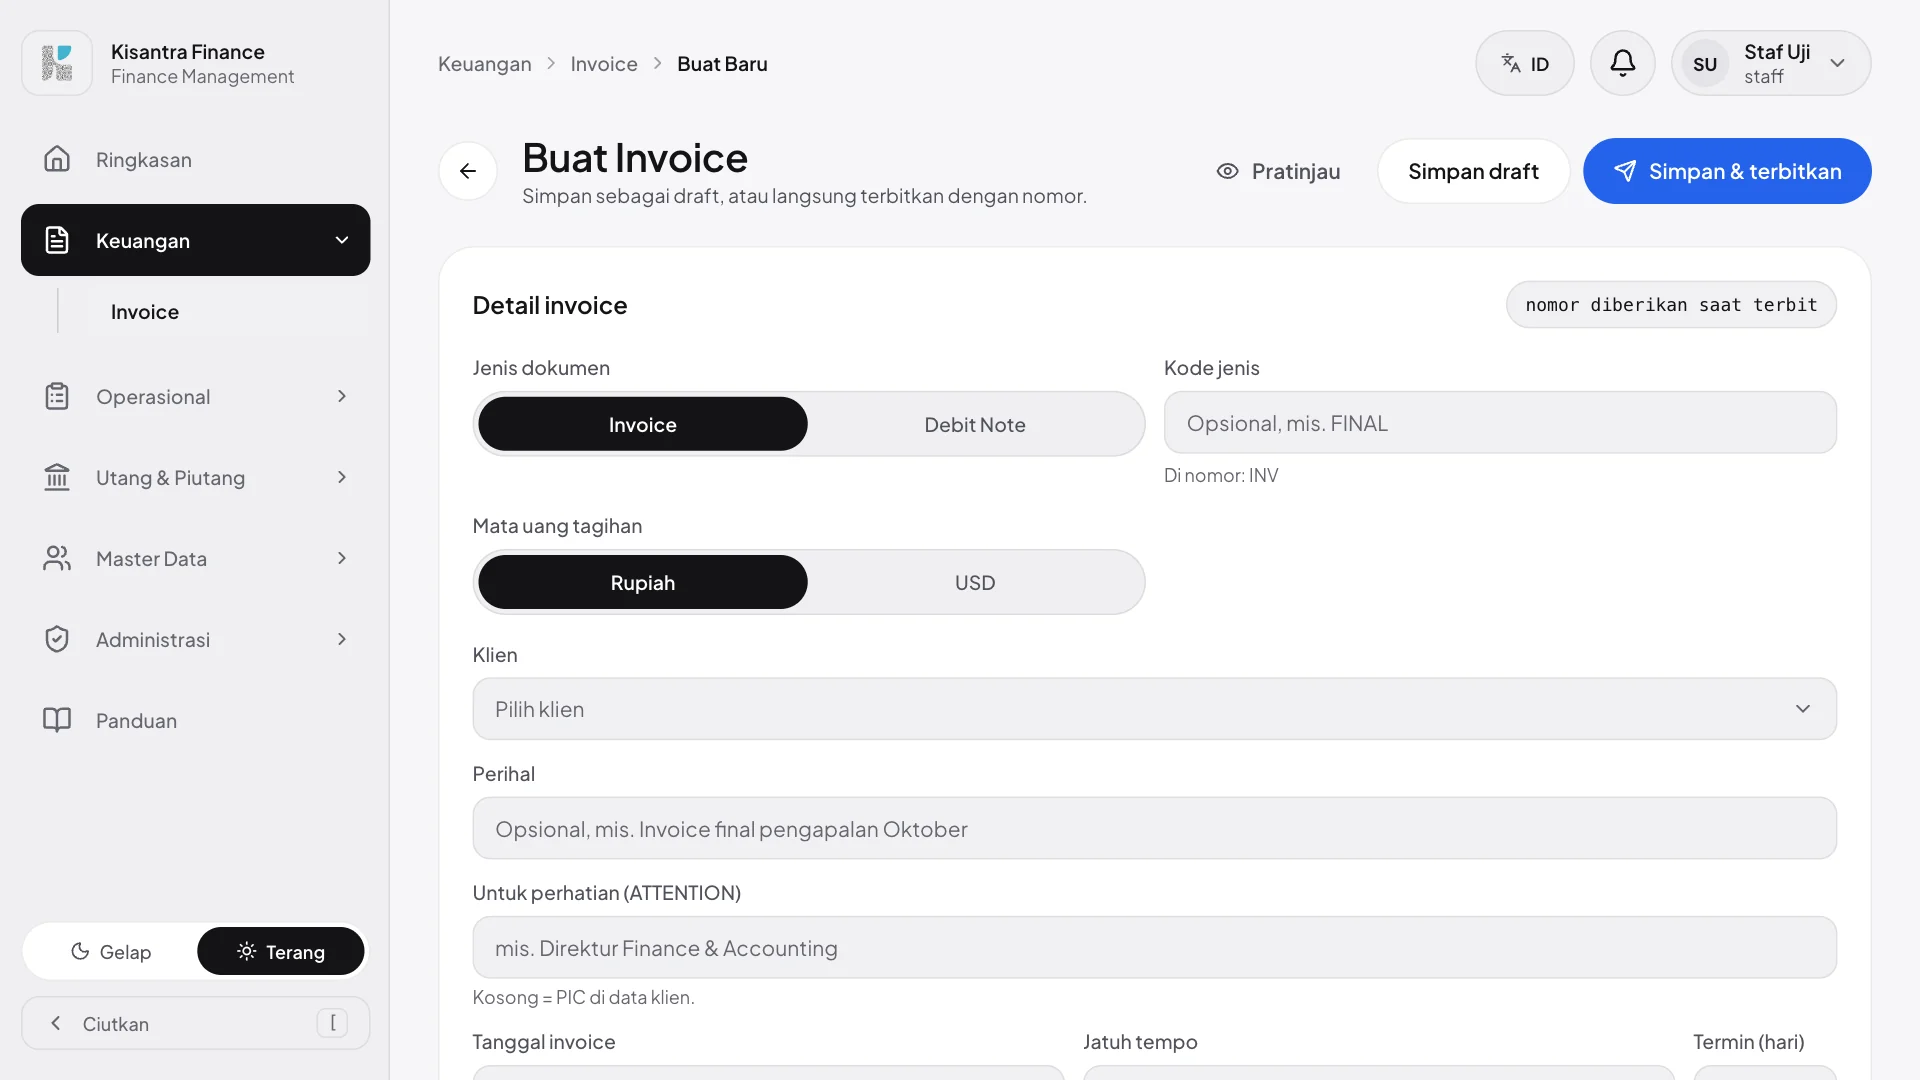 Kisantra Finance
Finance Management
Ringkasan
Keuangan
Invoice
Operasional
Utang & Piutang
Master Data
Administrasi
Panduan
Gelap
Terang
Ciutkan
[
Keuangan > Invoice > Buat Baru
ID
SU
Staf Uji
staff
Buat Invoice
Simpan sebagai draft, atau langsung terbitkan dengan nomor.
Pratinjau
Simpan draft
Simpan & terbitkan
Detail invoice
nomor diberikan saat terbit
Jenis dokumen
Invoice
Debit Note
Kode jenis
Opsional, mis. FINAL
Di nomor: INV
Mata uang tagihan
Rupiah
USD
Klien
Pilih klien
Perihal
Opsional, mis. Invoice final pengapalan Oktober
Untuk perhatian (ATTENTION)
mis. Direktur Finance & Accounting
Kosong = PIC di data klien.
Tanggal invoice
Jatuh tempo
Termin (hari)